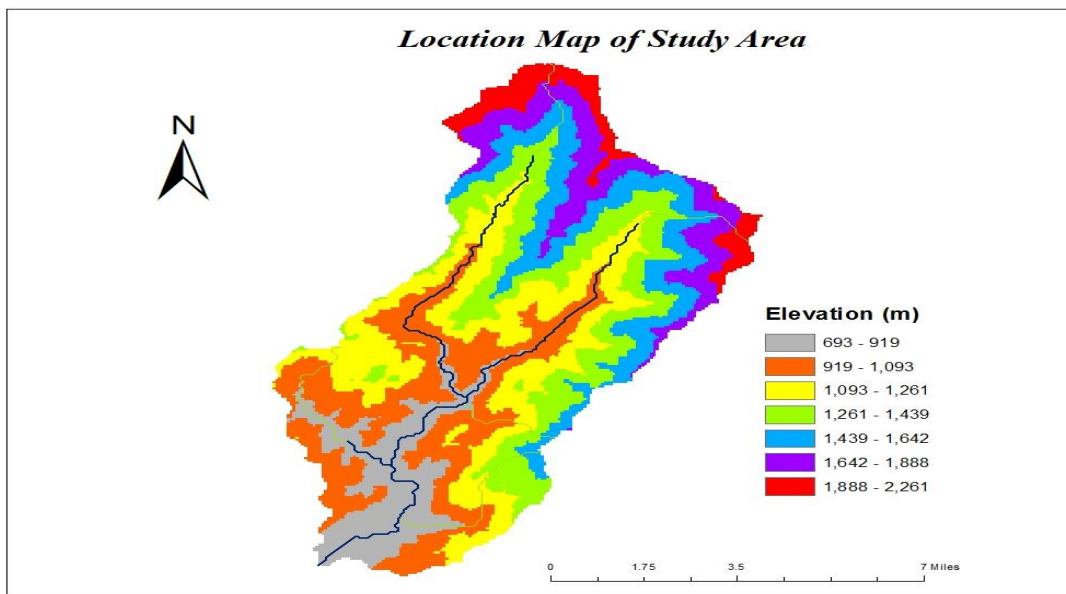 Location Map of Study Area
N
Elevation (m)
693 - 919
919 - 1,093
1,093 - 1,261
1,261 - 1,439
1,439 - 1,642
1,642 - 1,888
1,888 - 2,261
0 1.75 3.5 7 Miles